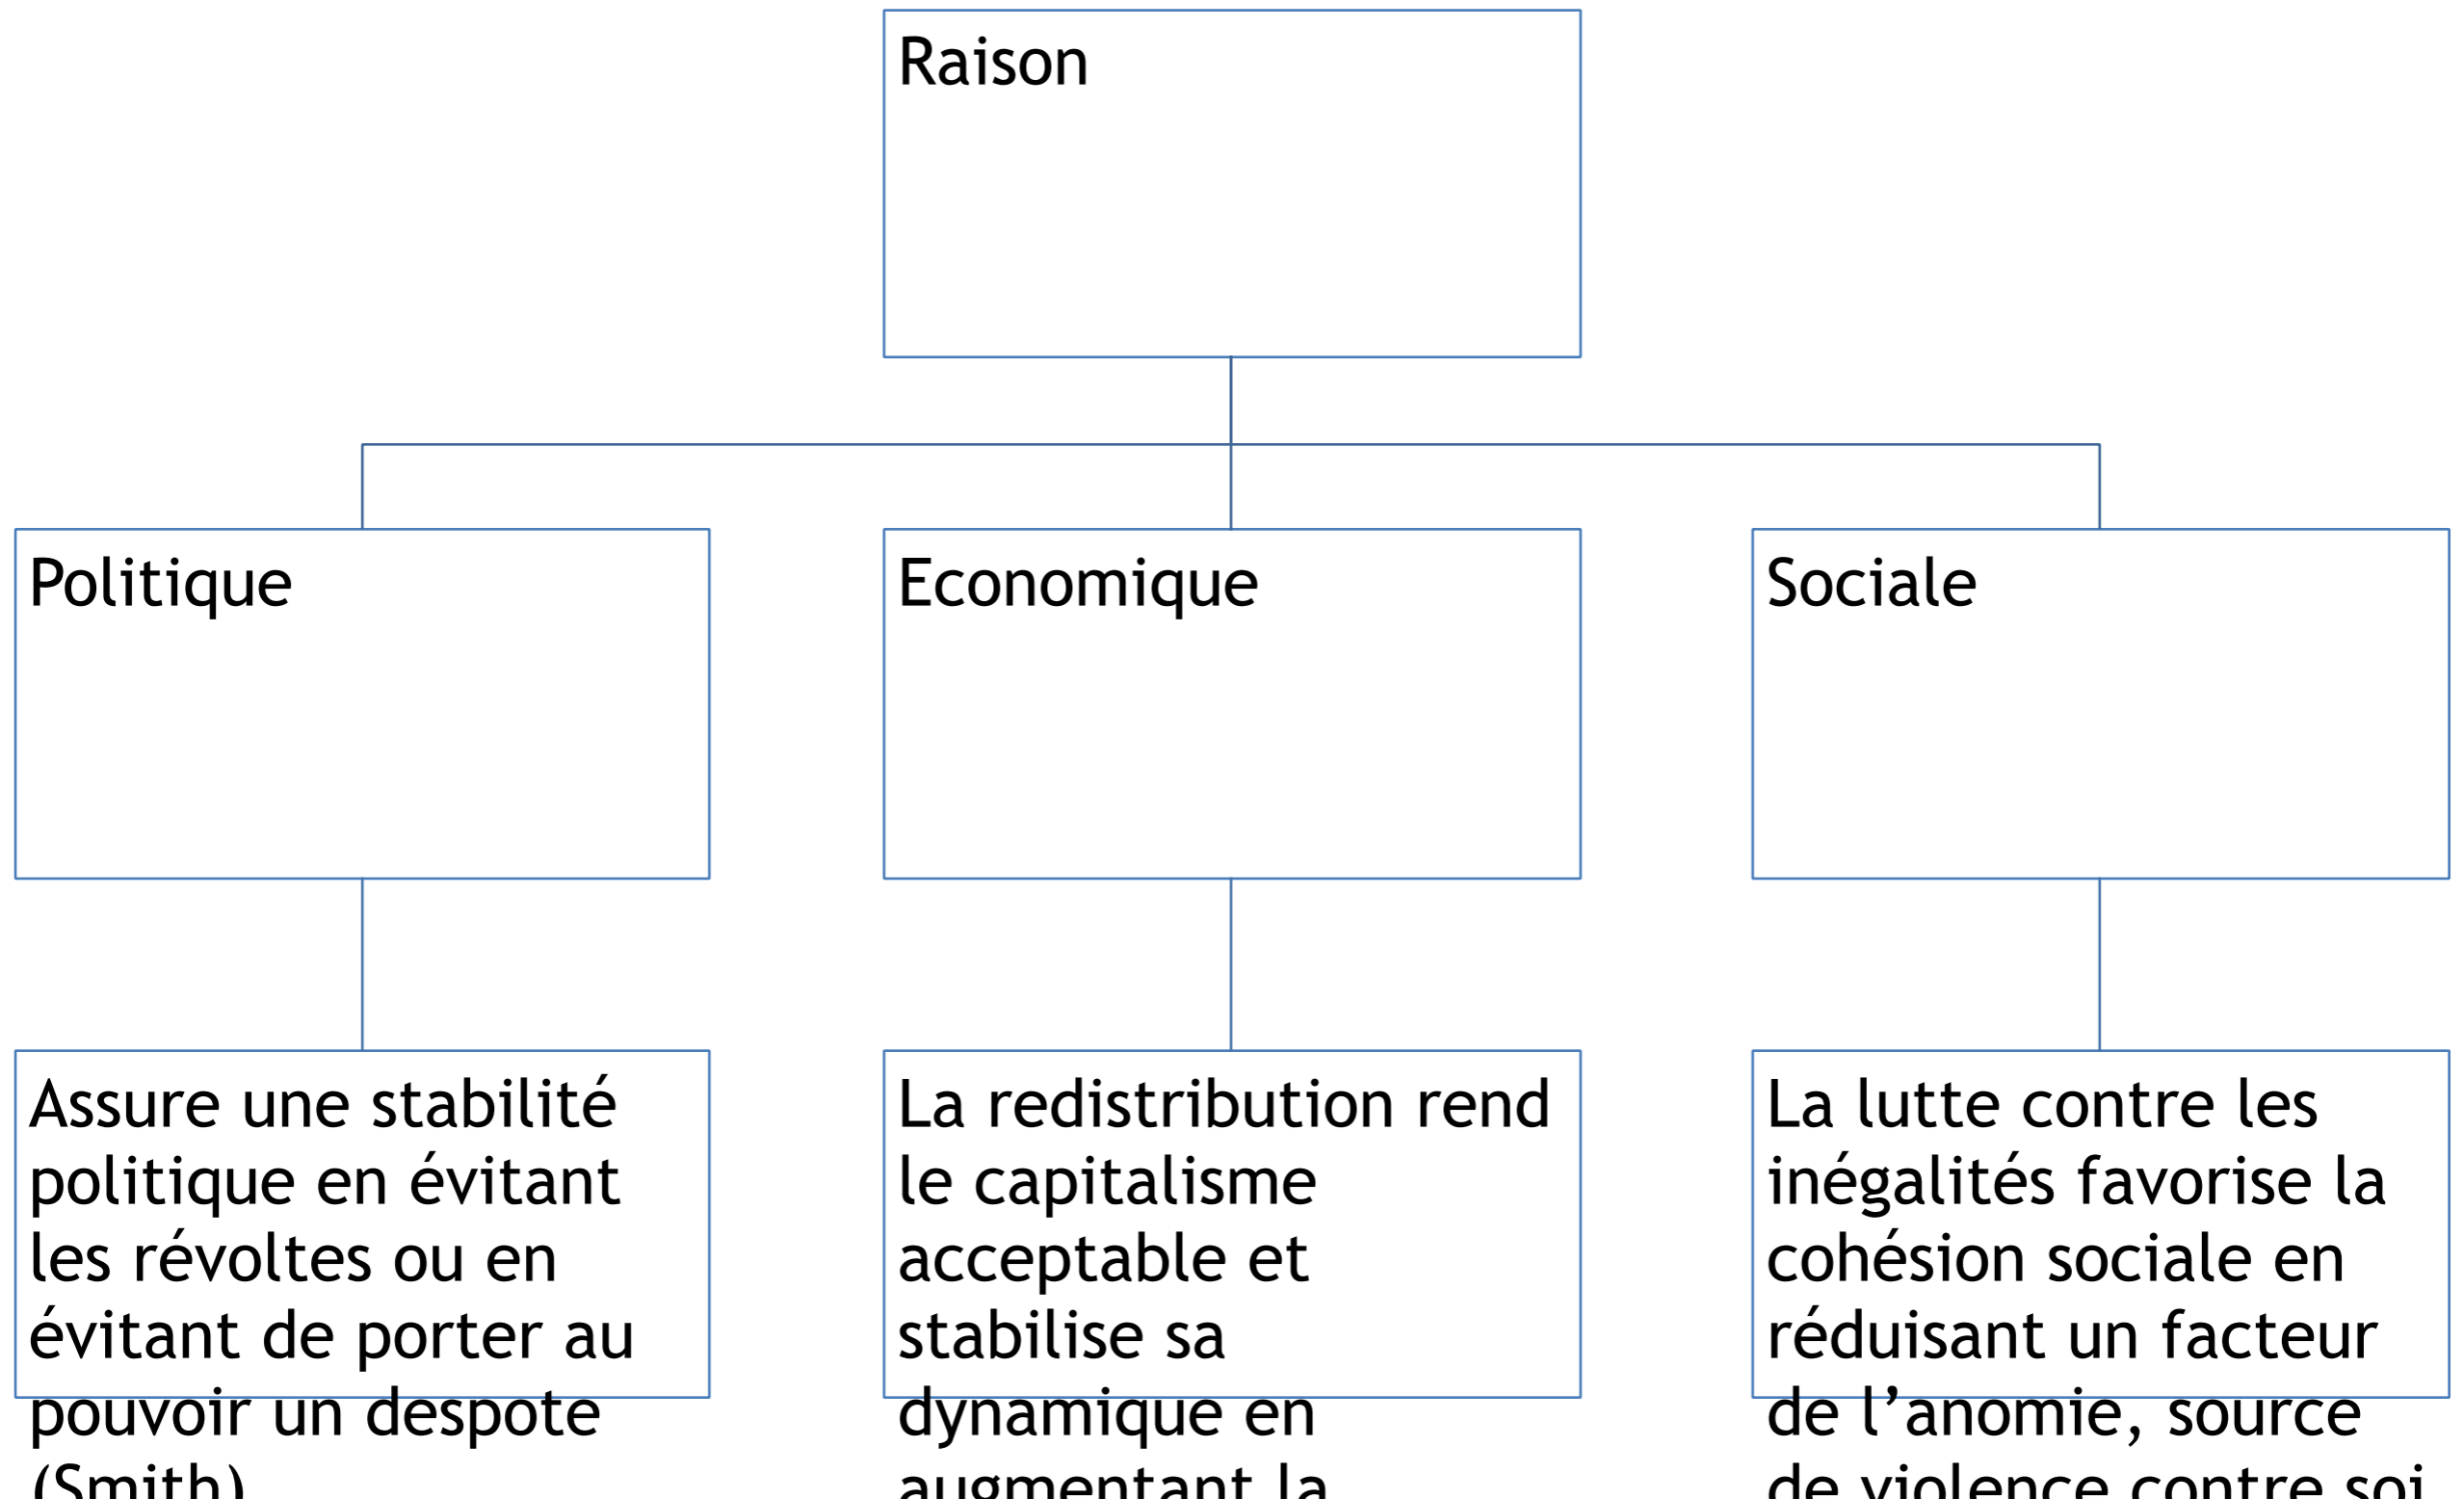 Raison
Politique
Economique
Sociale
Assure une stabilité
politique en évitant
les révoltes ou en
évitant de porter au
pouvoir un despote
(Smith)
La redistribution rend
le capitalisme
acceptable et
stabilise sa
dynamique en
augmentant la
La lutte contre les
inégalités favorise la
cohésion sociale en
réduisant un facteur
de l’anomie, source
de violence contre soi